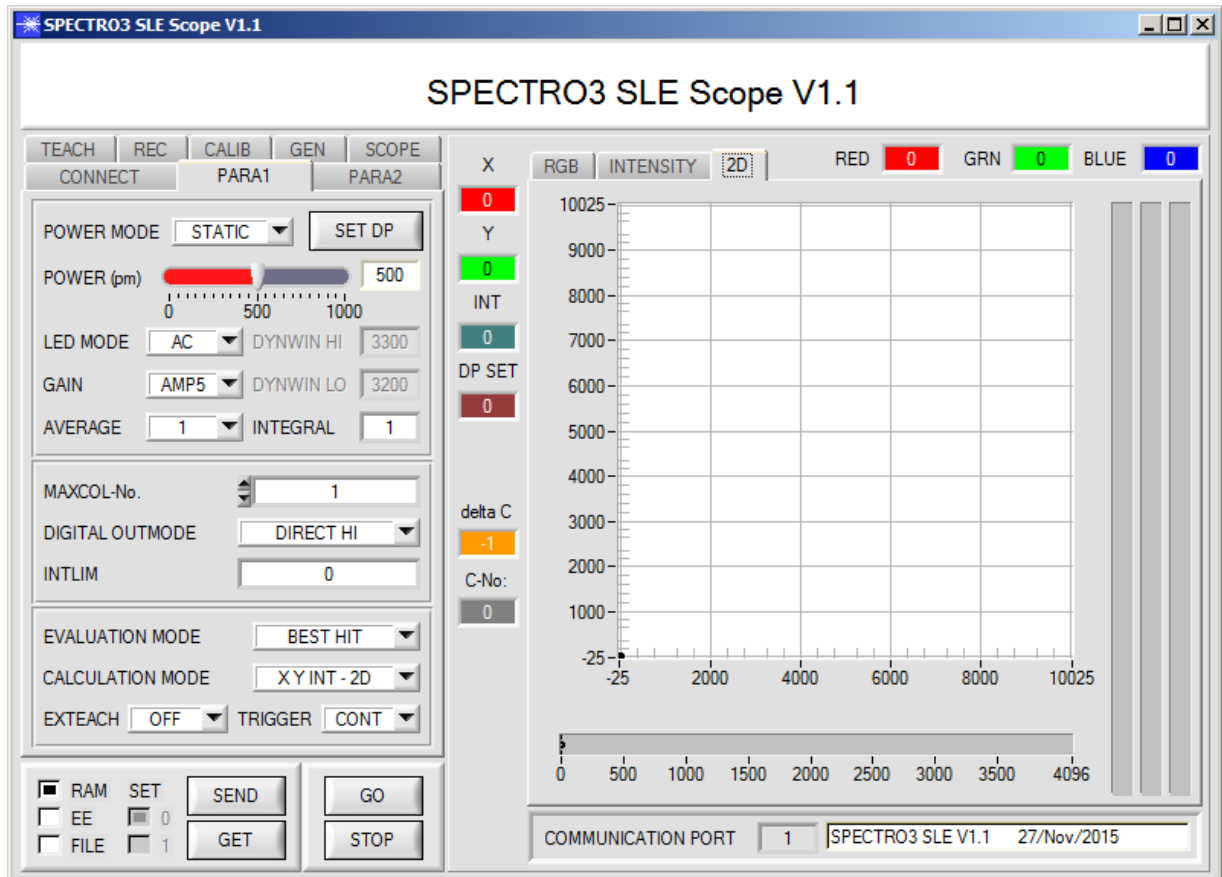 SPECTRO3 SLE Scope V1.1
SPECTRO3 SLE Scope V1.1
TEACH REC CALIB GEN SCOPE
CONNECT PARA1 PARA2
POWER MODE STATIC SET DP
POWER (pm) 500
0 500 1000
LED MODE AC DYNWIN HI 3300
GAIN AMP5 DYNWIN LO 3200
AVERAGE 1 INTEGRAL 1
MAXCOL-No. 1
DIGITAL OUTMODE DIRECT HI
INTLIM 0
EVALUATION MODE BEST HIT
CALCULATION MODE X Y INT - 2D
EXTEACH OFF TRIGGER CONT
RAM SET SEND GO
EE 0
FILE 1 GET STOP
X
0
Y
0
INT
0
DP SET
0
delta C
-1
C-No:
0
RGB INTENSITY 2D RED 0 GRN 0 BLUE 0
10025
9000
8000
7000
6000
5000
4000
3000
2000
1000
-25
-25 2000 4000 6000 8000 10025
0 500 1000 1500 2000 2500 3000 3500 4096
COMMUNICATION PORT 1 SPECTRO3 SLE V1.1 27/Nov/2015